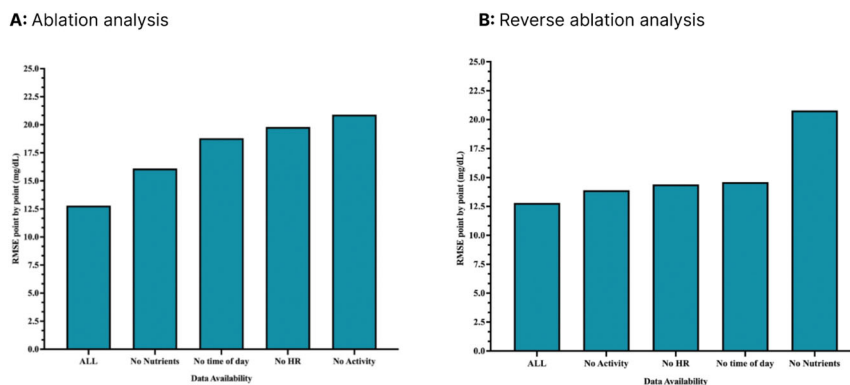 A: Ablation analysis
RMSE point by point (mg/dL)
25.0
22.5
20.0
17.5
15.0
12.5
10.0
7.5
5.0
2.5
0.0
ALL No Nutrients No time of day No HR No Activity
Data Availability
B: Reverse ablation analysis
RMSE point by point (mg/dL)
25.0
22.5
20.0
17.5
15.0
12.5
10.0
7.5
5.0
2.5
0.0
ALL No Activity No HR No time of day No Nutrients
Data Availability